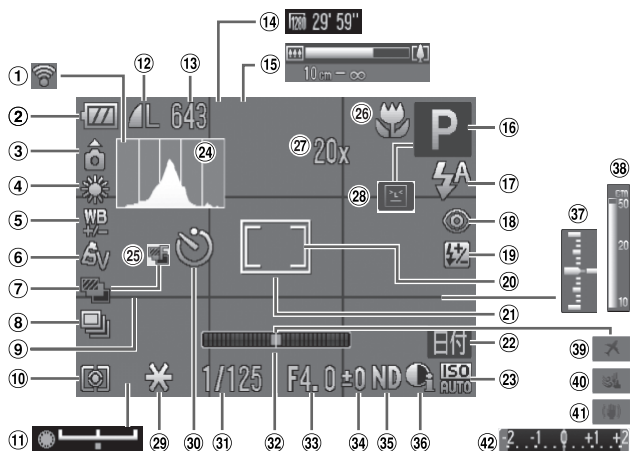 ⑭ 1280 29' 59"
⑮ 10cm – ∞
① ⑫ ⑬
② L 643 ㉔ ㉖ P ⑯
③ ㉗ 20x
④ ㉘ A ⑰ ㊲ ㊳ cm 50
⑤ WB +/- ⑱ 20
⑥ Av ㉕ ⑲
⑦ ⑳
⑧ ㉑ 10
⑨ 日付 ㉒ ㊴
⑩ 1/125 F4.0 ±0 ND i ISO AUTO ㉓ ㊵
㊶
⑪ ㉙ ㉚ ㉛ ㉜ ㉝ ㉞ ㉟ ㊱ ㊷ -2 . . -1 . . 0 . . +1 . . +2